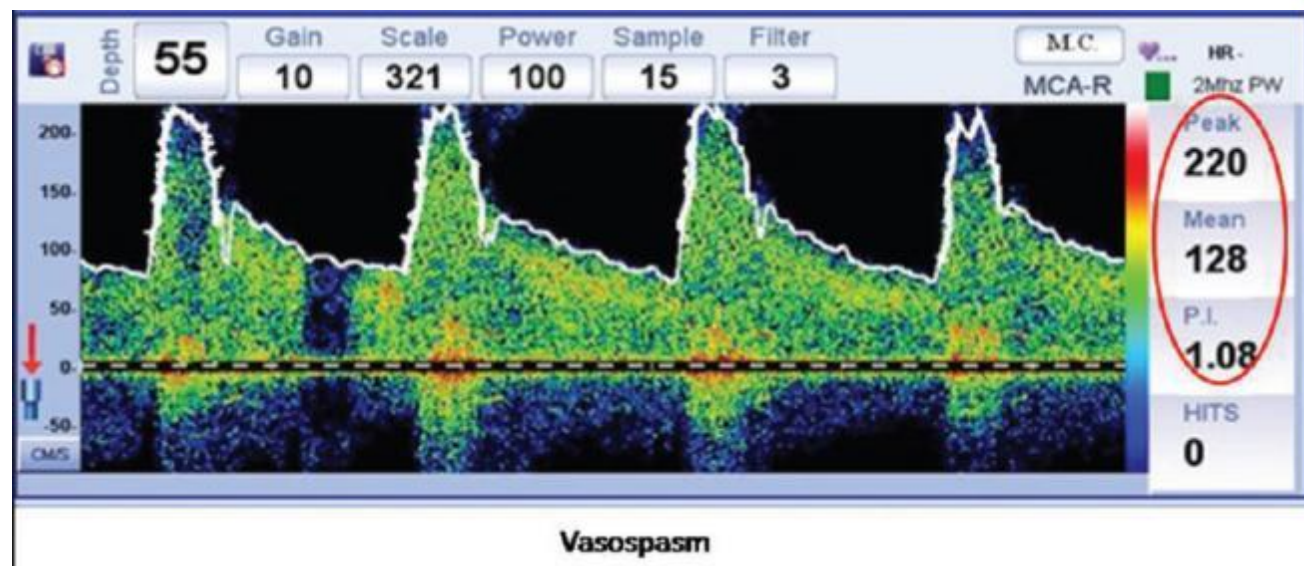 Depth 55 Gain Scale Power Sample Filter M.C. HR -
10 321 100 15 3 MCA-R 2Mhz PW
Peak
220
Mean
128
P.I.
1.08
HITS
0
200-
150-
100-
50-
0-
-50-
CM/S
Vasospasm